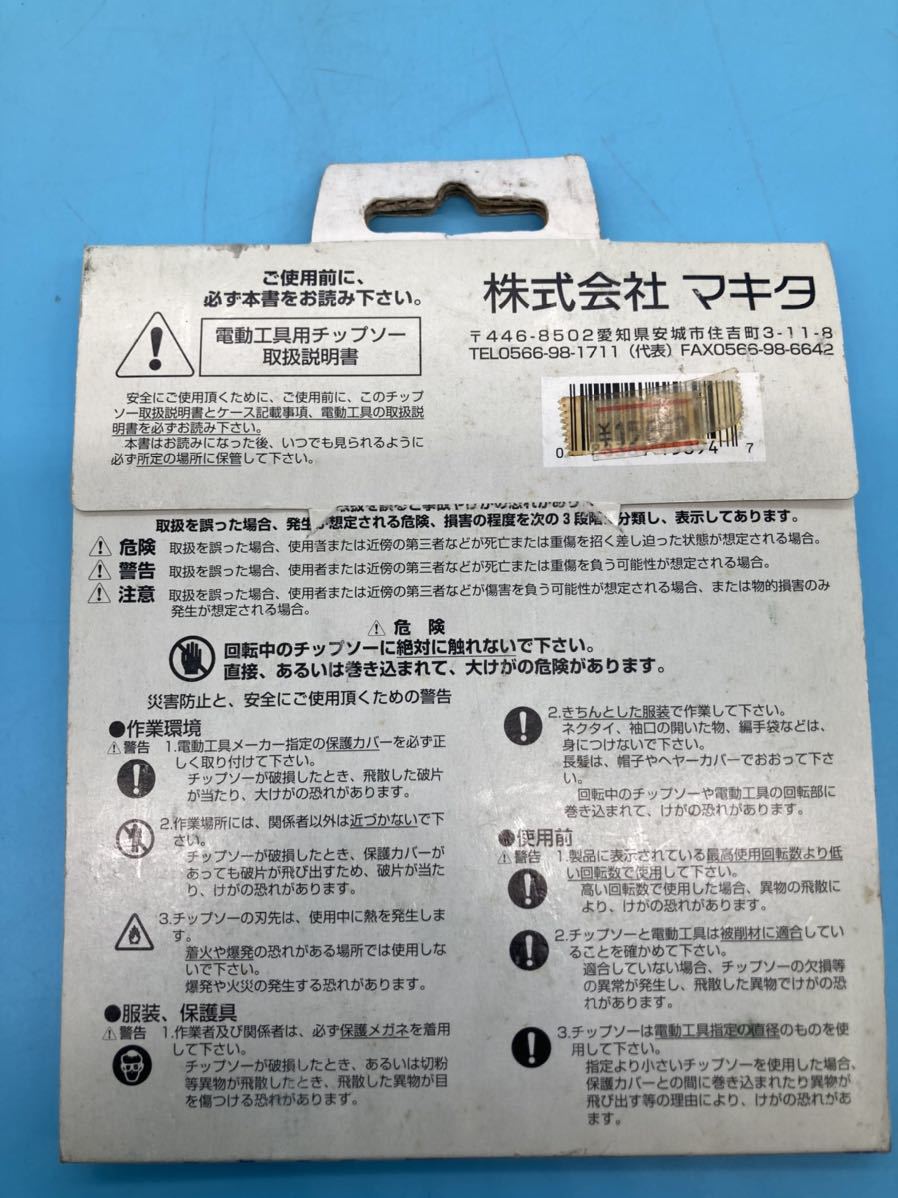 ご使用前に、
必ず本書をお読み下さい。
電動工具用チップソー
取扱説明書
安全にご使用頂くために、ご使用前に、このチップ
ソー取扱説明書とケース記載事項、電動工具の取扱説
明書を必ずお読み下さい。
本書はお読みになった後、いつでも見られるように
必ず所定の場所に保管して下さい。
株式会社 マキタ
〒446-8502愛知県安城市住吉町3-11-8
TEL0566-98-1711（代表）FAX0566-98-6642
0
7
取扱を誤ると事故やけがの恐れがあり
取扱を誤った場合、発生が想定される危険、損害の程度を次の3段階に分類し、表示してあります。
危険 取扱を誤った場合、使用者または近傍の第三者などが死亡または重傷を招く差し迫った状態が想定される場合。
警告 取扱を誤った場合、使用者または近傍の第三者などが死亡または重傷を負う可能性が想定される場合。
注意 取扱を誤った場合、使用者または近傍の第三者などが傷害を負う可能性が想定される場合、または物的損害のみ
発生が想定される場合。
危 険
回転中のチップソーに絶対に触れないで下さい。
直接、あるいは巻き込まれて、大けがの危険があります。
災害防止と、安全にご使用頂くための警告
●作業環境
警告 1.電動工具メーカー指定の保護カバーを必ず正
しく取り付けて下さい。
チップソーが破損したとき、飛散した破片
が当たり、大けがの恐れがあります。
2.作業場所には、関係者以外は近づかないで下
さい。
チップソーが破損したとき、保護カバーが
あっても破片が飛び出すため、破片が当た
り、けがの恐れがあります。
3.チップソーの刃先は、使用中に熱を発生しま
す。
着火や爆発の恐れがある場所では使用しな
いで下さい。
爆発や火災の発生する恐れがあります。
●服装、保護具
警告 1.作業者及び関係者は、必ず保護メガネを着用
して下さい。
チップソーが破損したとき、あるいは切粉
等異物が飛散したとき、飛散した異物が目
を傷つける恐れがあります。
2.きちんとした服装で作業して下さい。
ネクタイ、袖口の開いた物、編手袋などは、
身につけないで下さい。
長髪は、帽子やヘヤーカバーでおおって下さ
い。
回転中のチップソーや電動工具の回転部に
巻き込まれて、けがの恐れがあります。
●使用前
警告 1.製品に表示されている最高使用回転数より低
い回転数で使用して下さい。
高い回転数で使用した場合、異物の飛散に
より、けがの恐れがあります。
2.チップソーと電動工具は被削材に適合してい
ることを確かめて下さい。
適合していない場合、チップソーの欠損等
の異常が発生し、飛散した異物でけがの恐
れがあります。
3.チップソーは電動工具指定の直径のものを使
用して下さい。
指定より小さいチップソーを使用した場合、
保護カバーとの間に巻き込まれたり異物が
飛び出す等の理由により、けがの恐れがあ
ります。